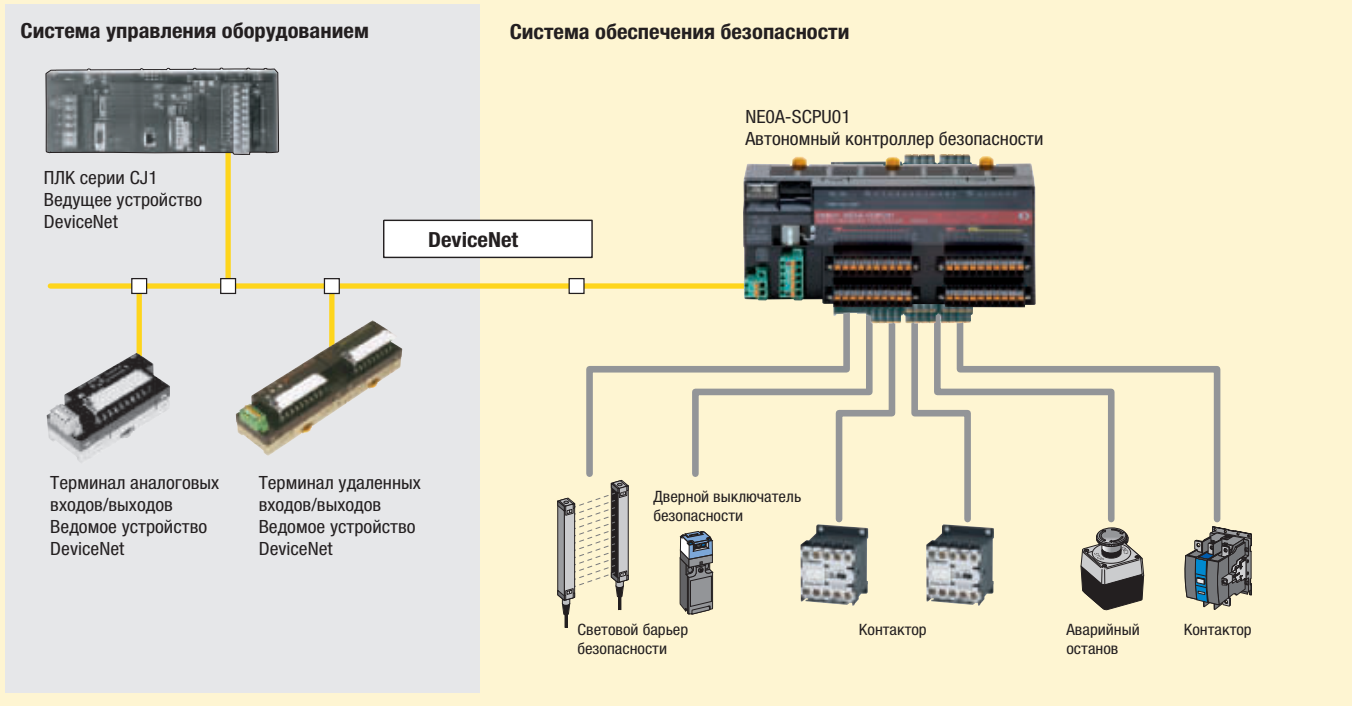 Система управления оборудованием
Система обеспечения безопасности
NE0A-SCPU01
Автономный контроллер безопасности
ПЛК серии CJ1
Ведущее устройство
DeviceNet
DeviceNet
Терминал аналоговых
входов/выходов
Ведомое устройство
DeviceNet
Терминал удаленных
входов/выходов
Ведомое устройство
DeviceNet
Дверной выключатель
безопасности
Световой барьер
безопасности
Контактор
Аварийный
останов
Контактор